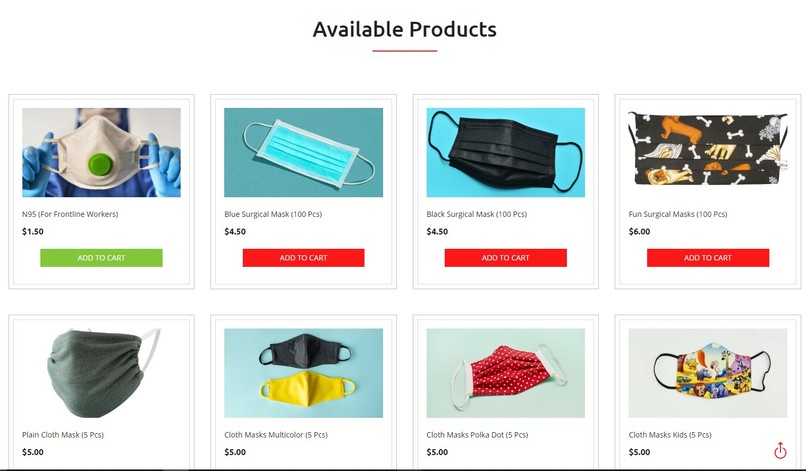 Available Products
N95 (For Frontline Workers)
$1.50
ADD TO CART
Blue Surgical Mask (100 Pcs)
$4.50
ADD TO CART
Black Surgical Mask (100 Pcs)
$4.50
ADD TO CART
Fun Surgical Masks (100 Pcs)
$6.00
ADD TO CART
Plain Cloth Mask (5 Pcs)
$5.00
Cloth Masks Multicolor (5 Pcs)
$5.00
Cloth Masks Polka Dot (5 Pcs)
$5.00
Cloth Masks Kids (5 Pcs)
$5.00